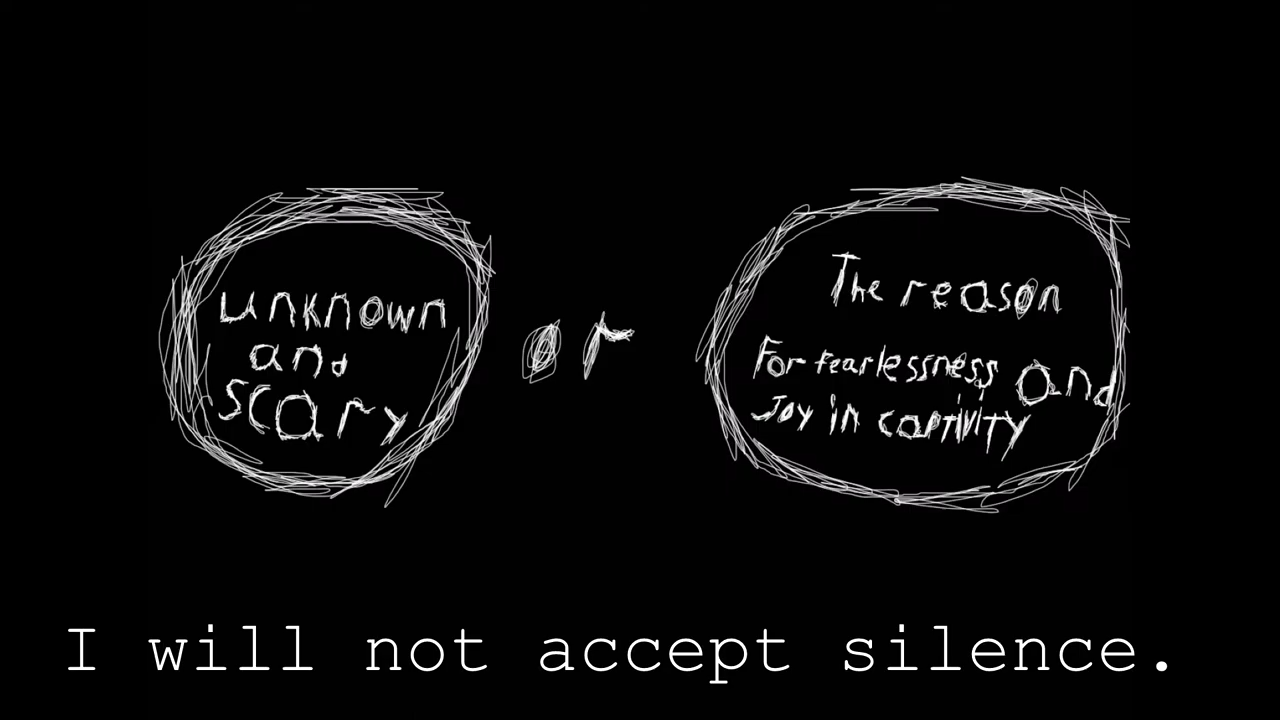 unknown
and
scary
or
The reason
For fearlessness and
Joy in captivity
I will not accept silence.